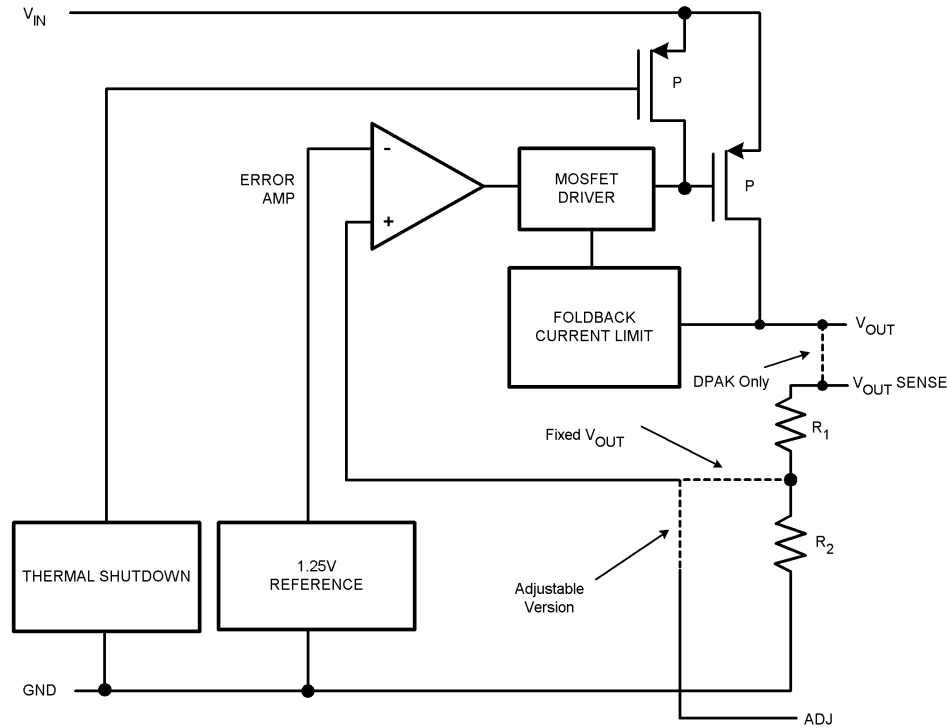 VIN
P
P
ERROR
AMP
-
+
MOSFET
DRIVER
FOLDBACK
CURRENT LIMIT
VOUT
DPAK Only
VOUT SENSE
R1
Fixed VOUT
R2
THERMAL SHUTDOWN
1.25V
REFERENCE
Adjustable
Version
GND
ADJ